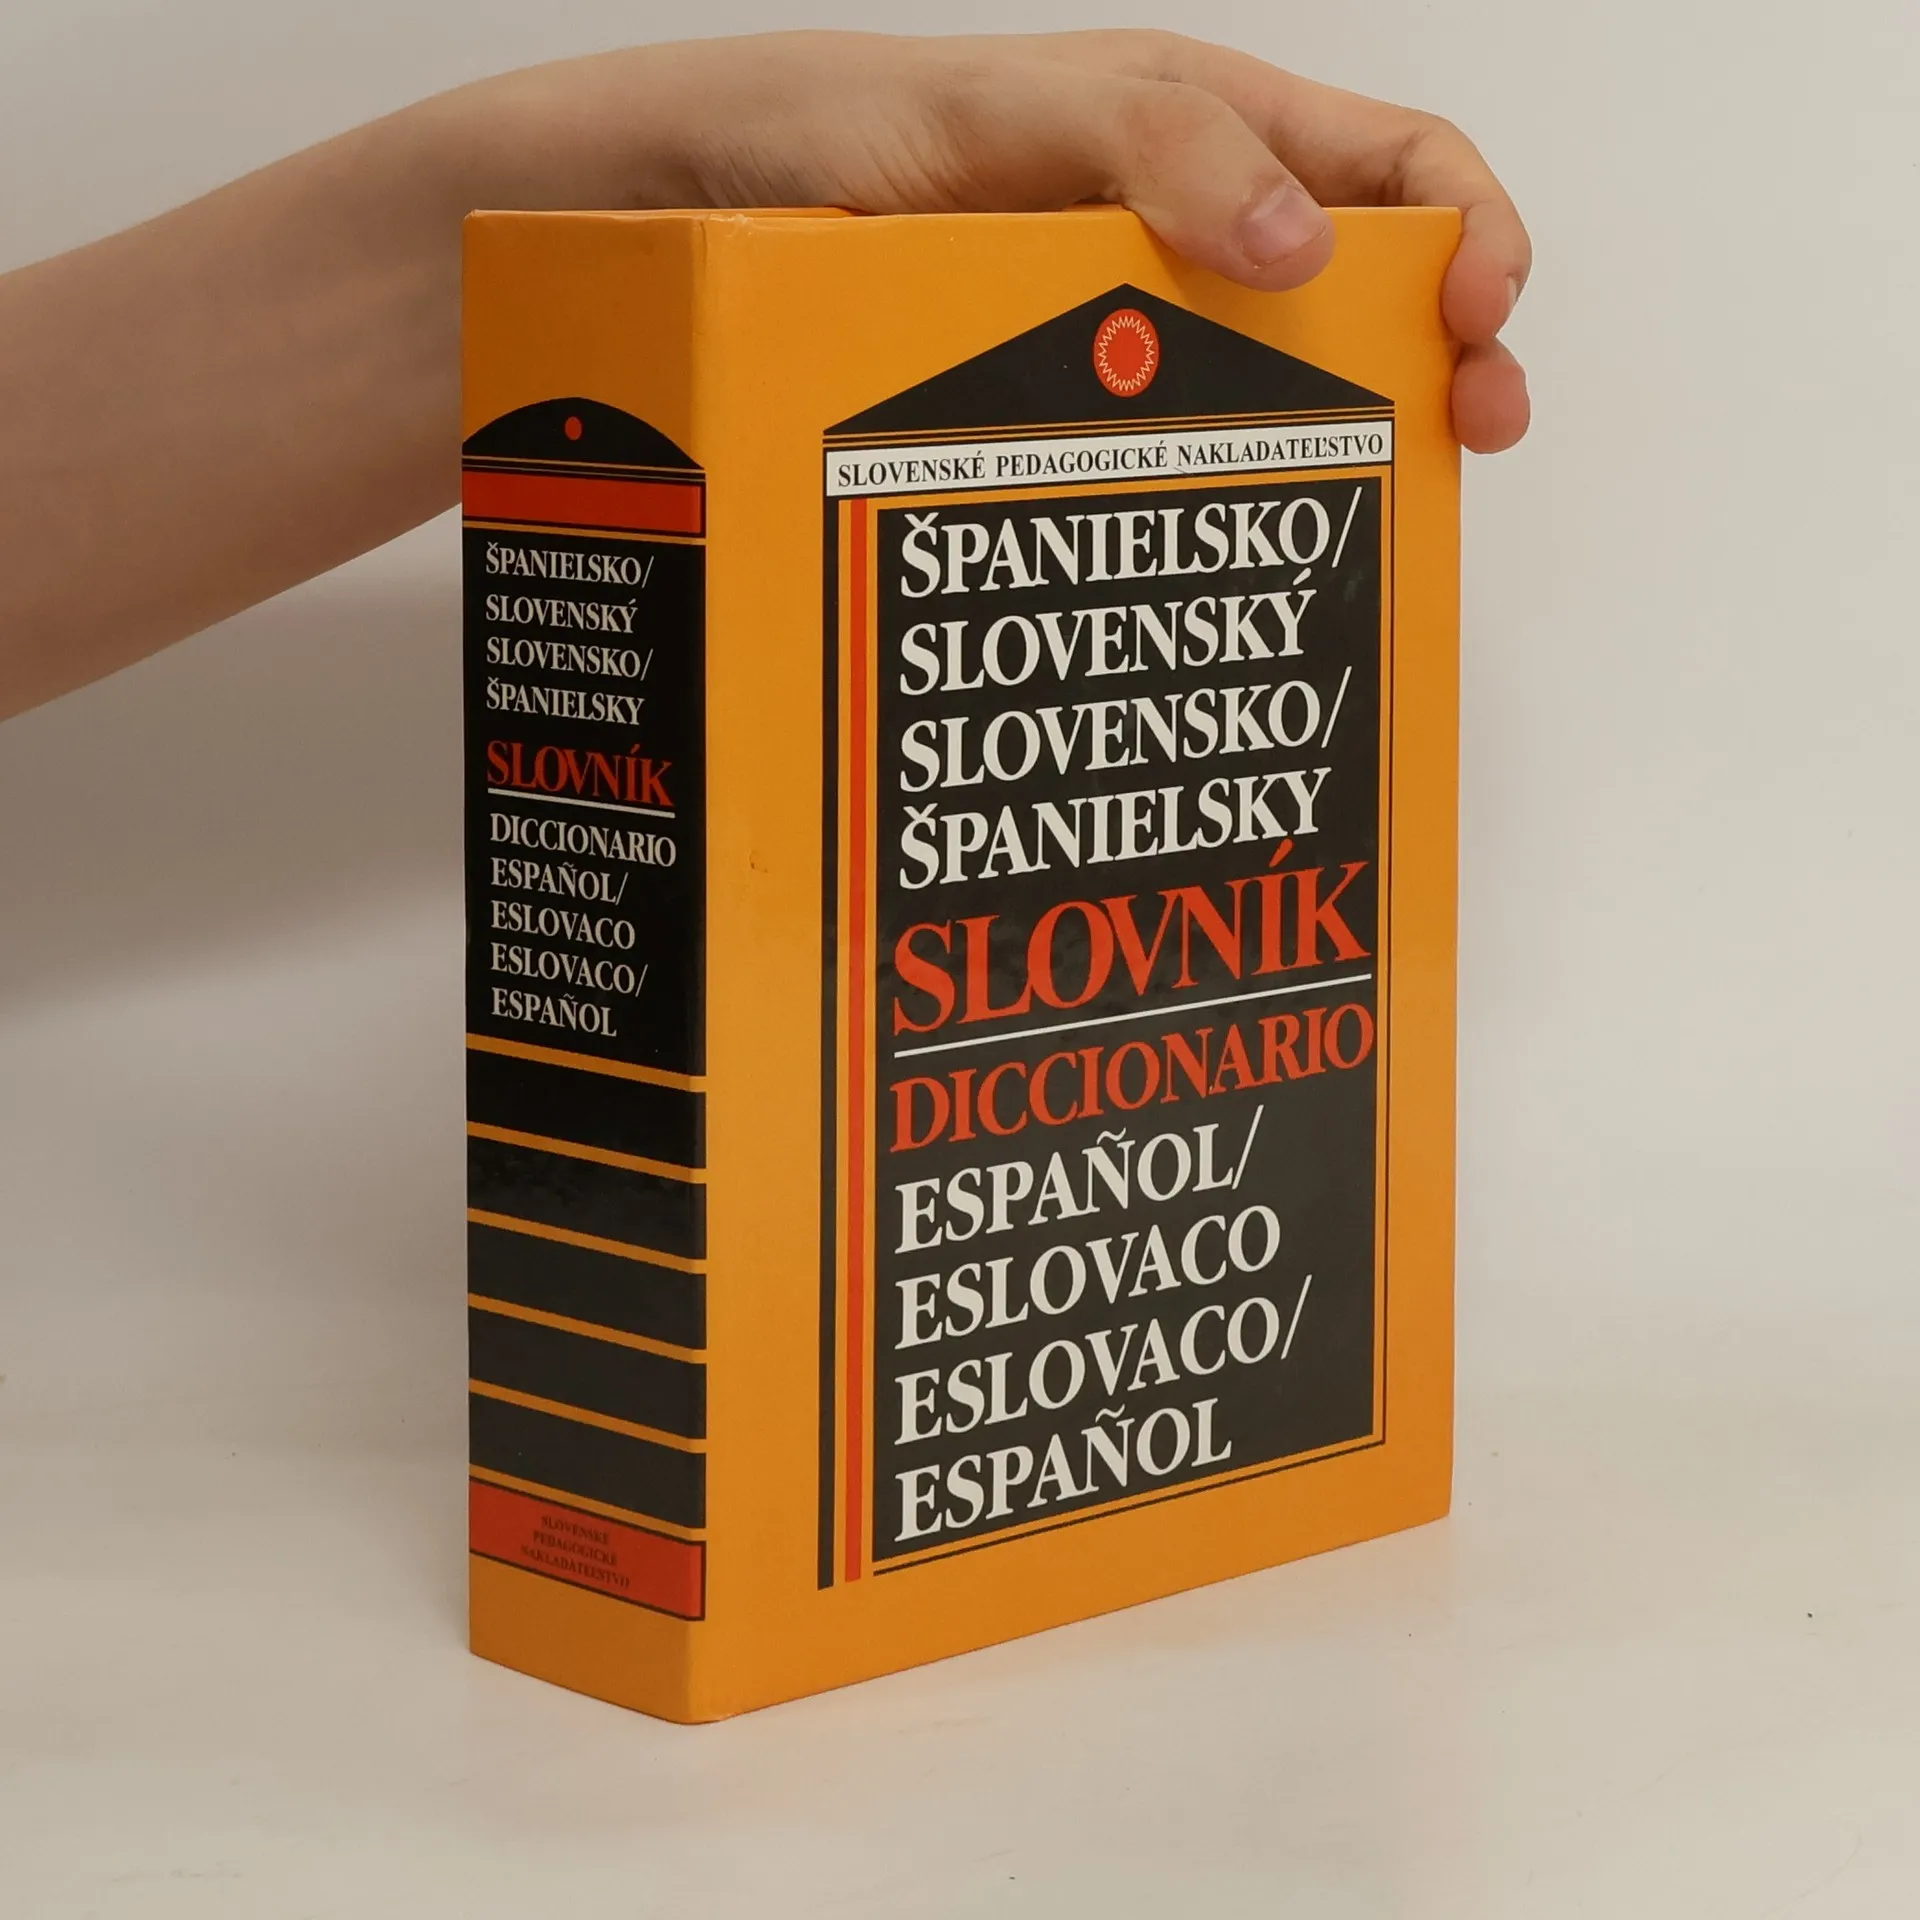 ŠPANIELSKO/
SLOVENSKÝ
SLOVENSKO/
ŠPANIELSKY
SLOVNÍK
DICCIONARIO
ESPAÑOL/
ESLOVACO
ESLOVACO/
ESPAÑOL
SLOVENSKÉ
PEDAGOGICKÉ
NAKLADATEĽSTVO
SLOVENSKÉ PEDAGOGICKÉ NAKLADATEĽSTVO
ŠPANIELSKO/
SLOVENSKÝ
SLOVENSKO/
ŠPANIELSKY
SLOVNÍK
DICCIONARIO
ESPAÑOL/
ESLOVACO
ESLOVACO/
ESPAÑOL